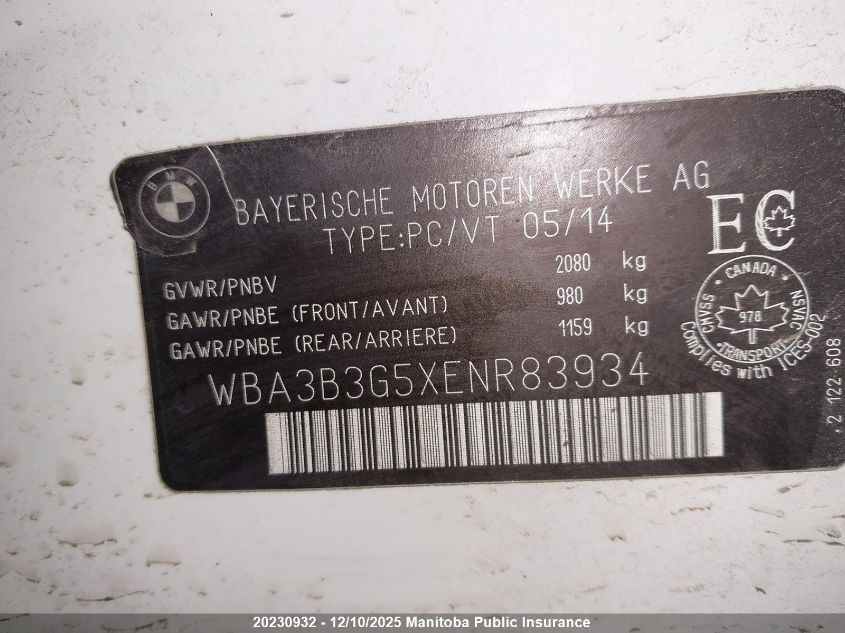 BMW
BAYERISCHE MOTOREN WERKE AG
TYPE:PC/VT 05/14
GVWR/PNBV 2080 kg
GAWR/PNBE (FRONT/AVANT) 980 kg
GAWR/PNBE (REAR/ARRIERE) 1159 kg
WBA3B3G5XENR83934
EC
CANADA
CMVSS 978 NSVAC
TRANSPORT
Complies with ICES-002
2 122 608
20230932 - 12/10/2025 Manitoba Public Insurance